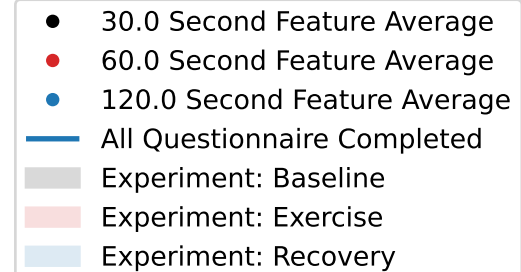 30.0 Second Feature Average
60.0 Second Feature Average
120.0 Second Feature Average
All Questionnaire Completed
Experiment: Baseline
Experiment: Exercise
Experiment: Recovery